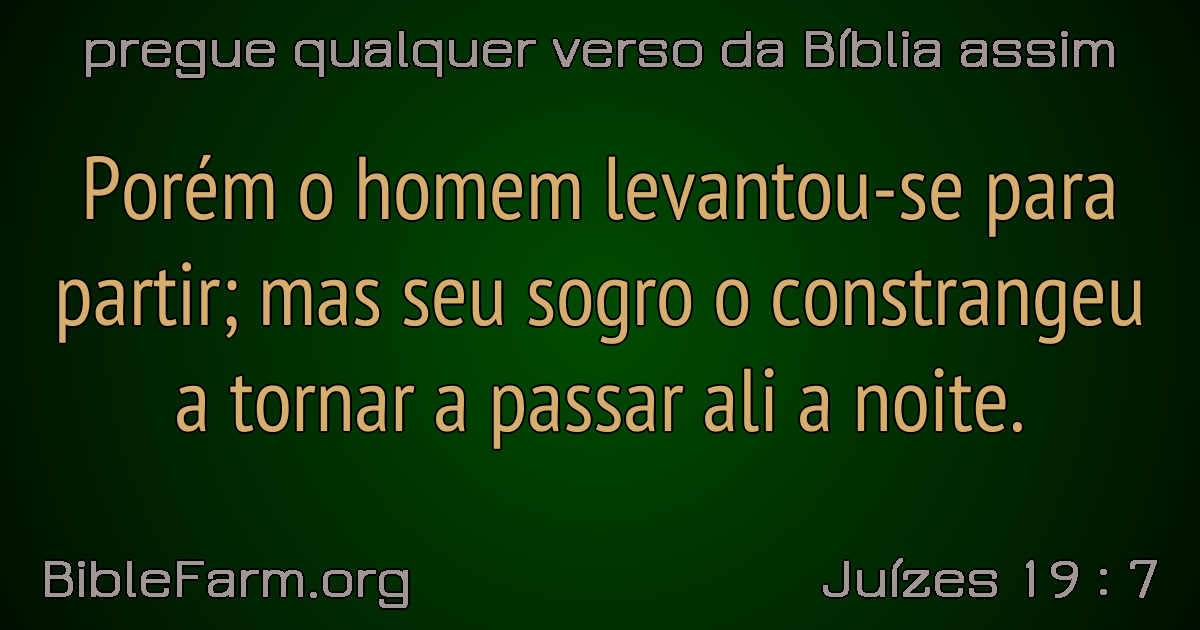 pregue qualquer verso da Bíblia assim
Porém o homem levantou-se para
partir; mas seu sogro o constrangeu
a tornar a passar ali a noite.
BibleFarm.org
Juízes 19 : 7